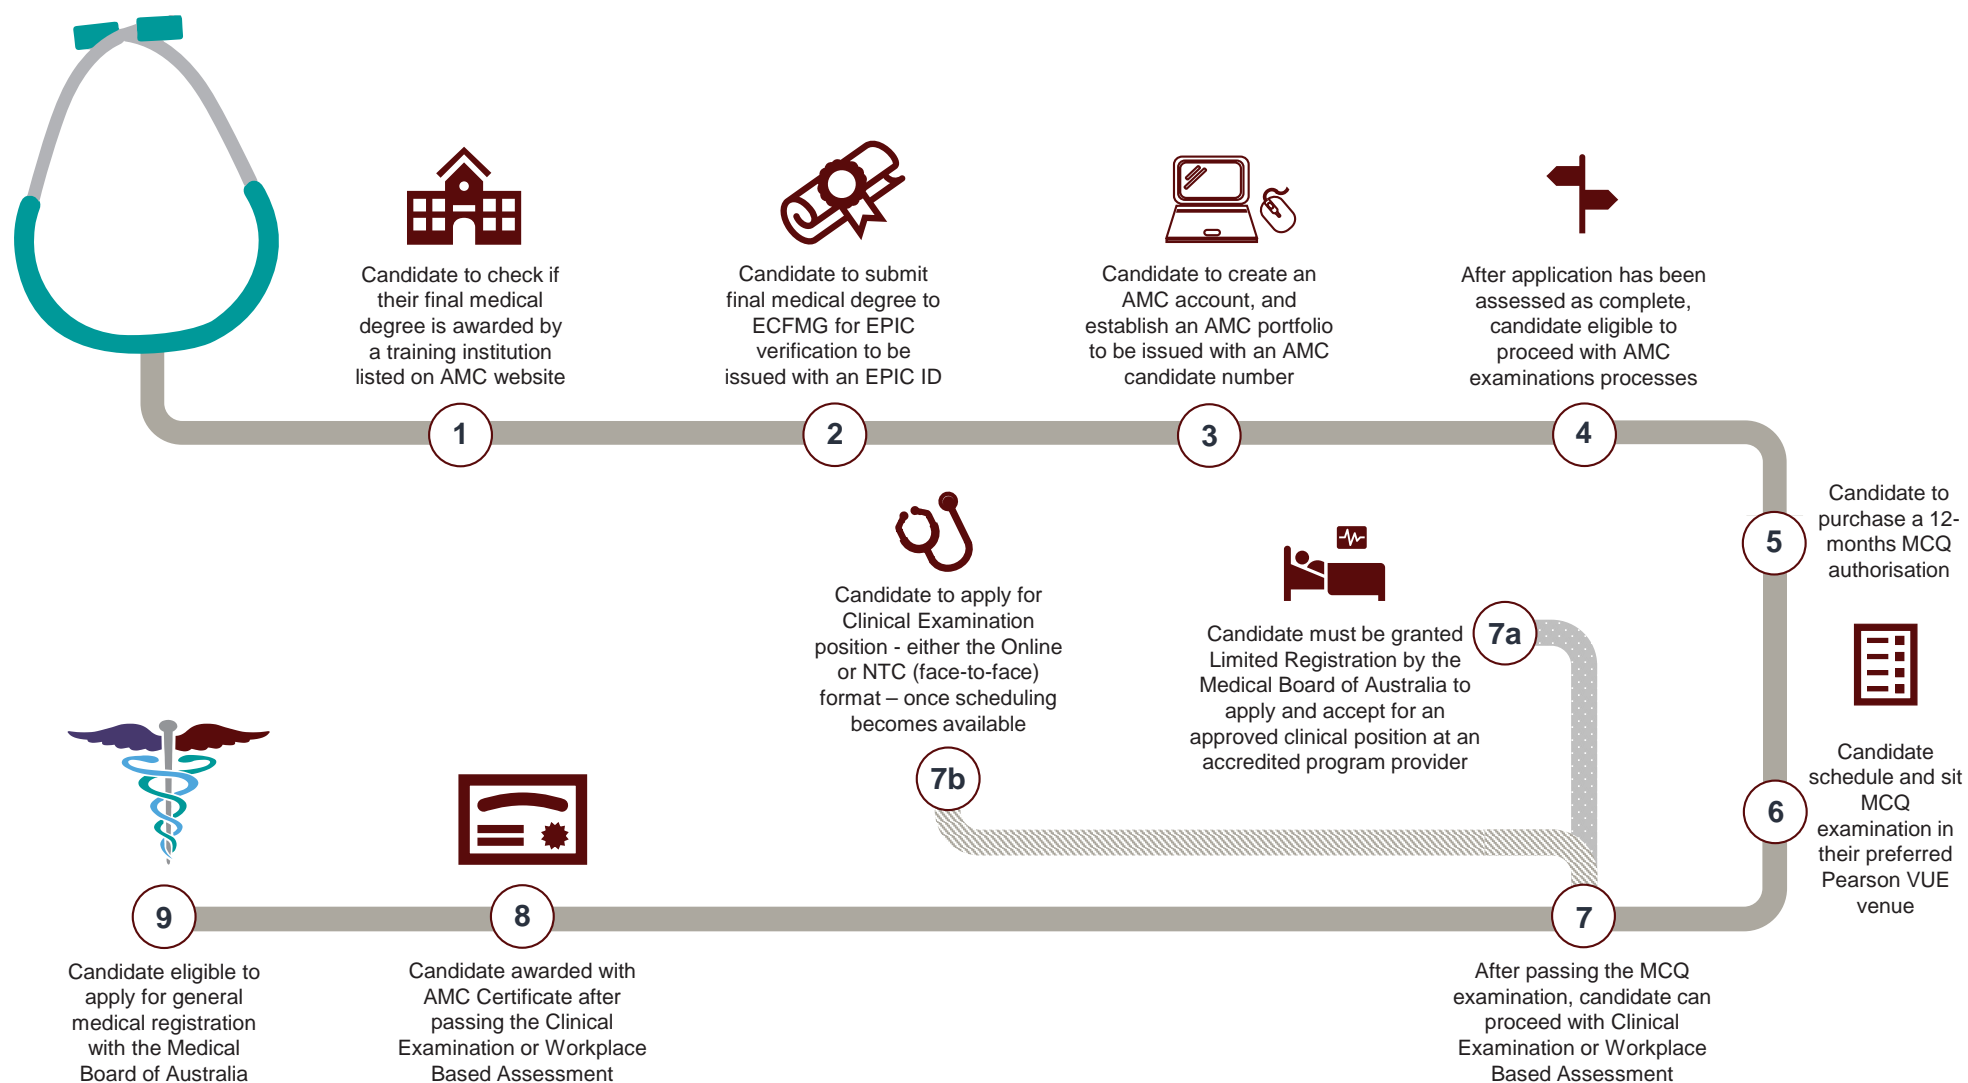 Candidate to check if
their final medical
degree is awarded by
a training institution
listed on AMC website
1
Candidate to submit
final medical degree to
ECFMG for EPIC
verification to be
issued with an EPIC ID
2
Candidate to create an
AMC account, and
establish an AMC portfolio
to be issued with an AMC
candidate number
3
After application has been
assessed as complete,
candidate eligible to
proceed with AMC
examinations processes
4
Candidate to
purchase a 12-
months MCQ
authorisation
5
Candidate
schedule and sit
MCQ
examination in
their preferred
Pearson VUE
venue
6
7
After passing the MCQ
examination, candidate can
proceed with Clinical
Examination or Workplace
Based Assessment
7a
Candidate must be granted
Limited Registration by the
Medical Board of Australia to
apply and accept for an
approved clinical position at an
accredited program provider
Candidate to apply for
Clinical Examination
position - either the Online
or NTC (face-to-face)
format – once scheduling
becomes available
7b
8
Candidate awarded with
AMC Certificate after
passing the Clinical
Examination or Workplace
Based Assessment
9
Candidate eligible to
apply for general
medical registration
with the Medical
Board of Australia